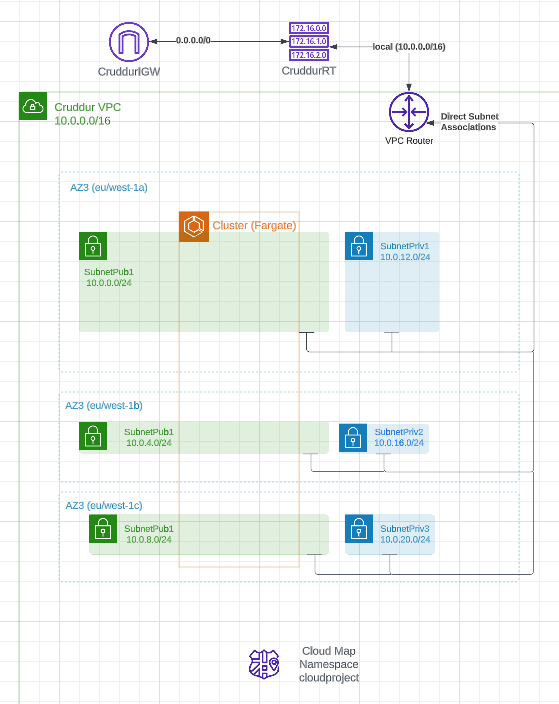 172.16.0.0
172.16.1.0
172.16.2.0
0.0.0.0/0
local (10.0.0.0/16)
CruddurIGW
CruddurRT
Cruddur VPC
10.0.0.0/16
Direct Subnet
Associations
VPC Router
AZ3 (eu/west-1a)
Cluster (Fargate)
SubnetPub1
10.0.0.0/24
SubnetPriv1
10.0.12.0/24
AZ3 (eu/west-1b)
SubnetPub1
10.0.4.0/24
SubnetPriv2
10.0.16.0/24
AZ3 (eu/west-1c)
SubnetPub1
10.0.8.0/24
SubnetPriv3
10.0.20.0/24
Cloud Map
Namespace
cloudproject